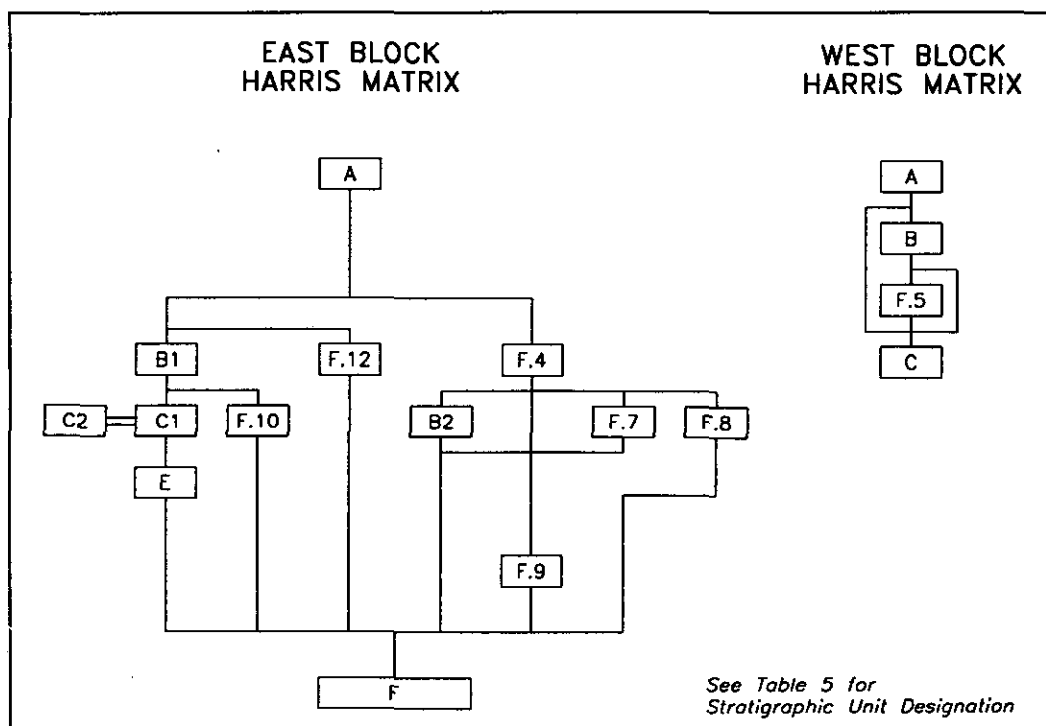 EAST BLOCK
HARRIS MATRIX
WEST BLOCK
HARRIS MATRIX
A
A
B
F.5
C
B1
F.12
F.4
C2
C1
F.10
B2
F.7
F.8
E
F.9
F
See Table 5 for
Stratigraphic Unit Designation